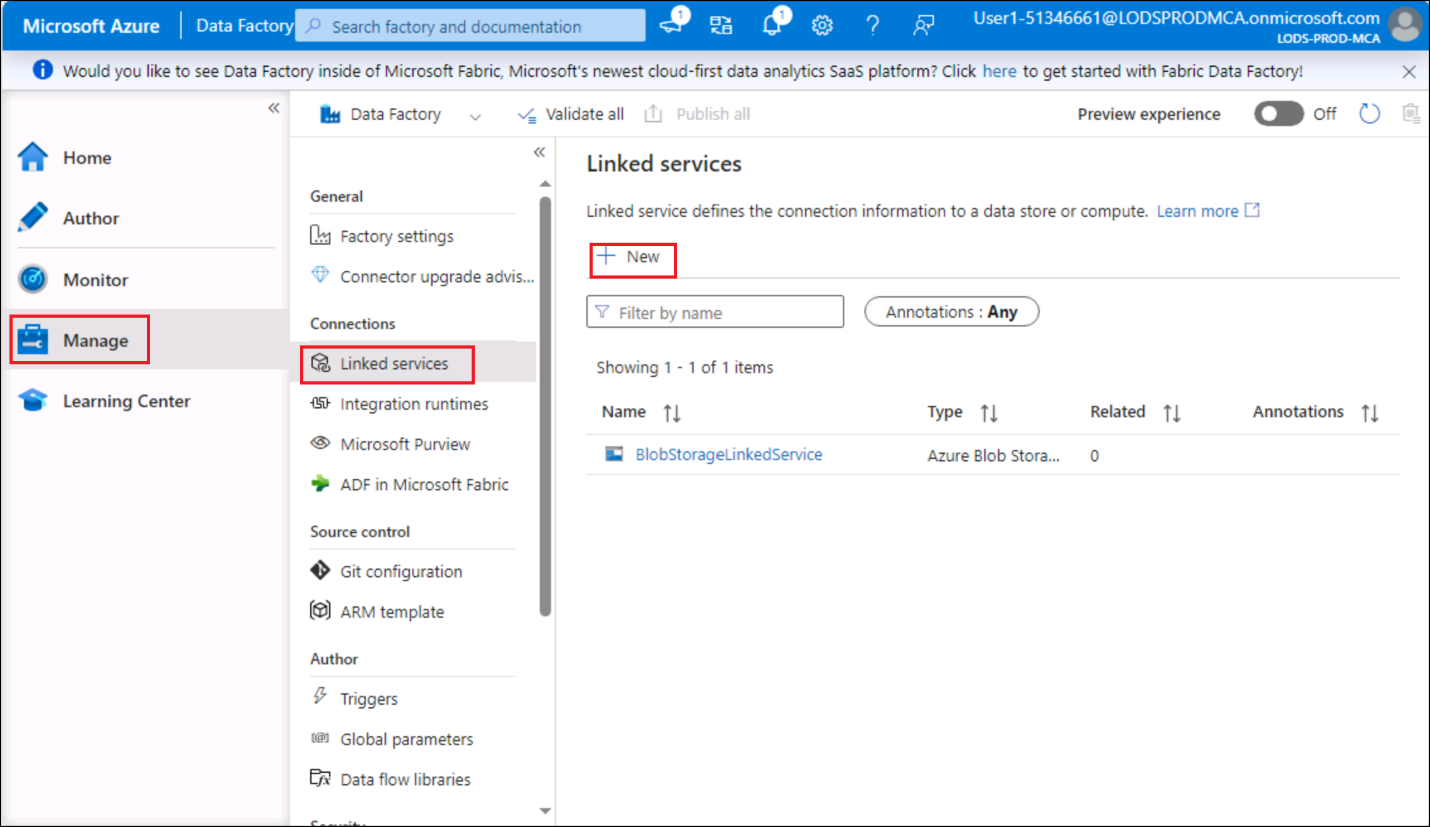 Microsoft Azure | Data Factory Search factory and documentation 1 1 ? User1-51346661@LODSPRODMCA.onmicrosoft.com
LODS-PROD-MCA
Would you like to see Data Factory inside of Microsoft Fabric, Microsoft's newest cloud-first data analytics SaaS platform? Click here to get started with Fabric Data Factory!
Data Factory Validate all Publish all Preview experience Off
Home
Author
Monitor
Manage
Learning Center
General
Factory settings
Connector upgrade advis...
Connections
Linked services
Integration runtimes
Microsoft Purview
ADF in Microsoft Fabric
Source control
Git configuration
ARM template
Author
Triggers
Global parameters
Data flow libraries
Security
Linked services
Linked service defines the connection information to a data store or compute. Learn more
New
Filter by name Annotations : Any
Showing 1 - 1 of 1 items
Name Type Related Annotations
BlobStorageLinkedService Azure Blob Stora... 0